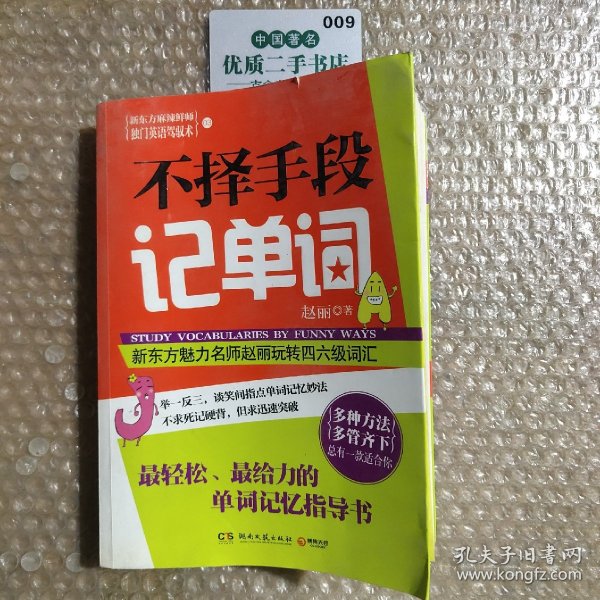 009
中国著名
优质二手书店
新东方麻辣鲜师
独门英语驾驭术
03
不择手段
记单词
赵丽◎著
STUDY VOCABULARIES BY FUNNY WAYS
新东方魅力名师赵丽玩转四六级词汇
举一反三,谈笑间指点单词记忆妙法
不求死记硬背,但求迅速突破
多种方法
多管齐下
总有一款适合你
最轻松、最给力的
单词记忆指导书
湖南文艺出版社
博集天卷
孔夫子旧书网
www.kongfz.com